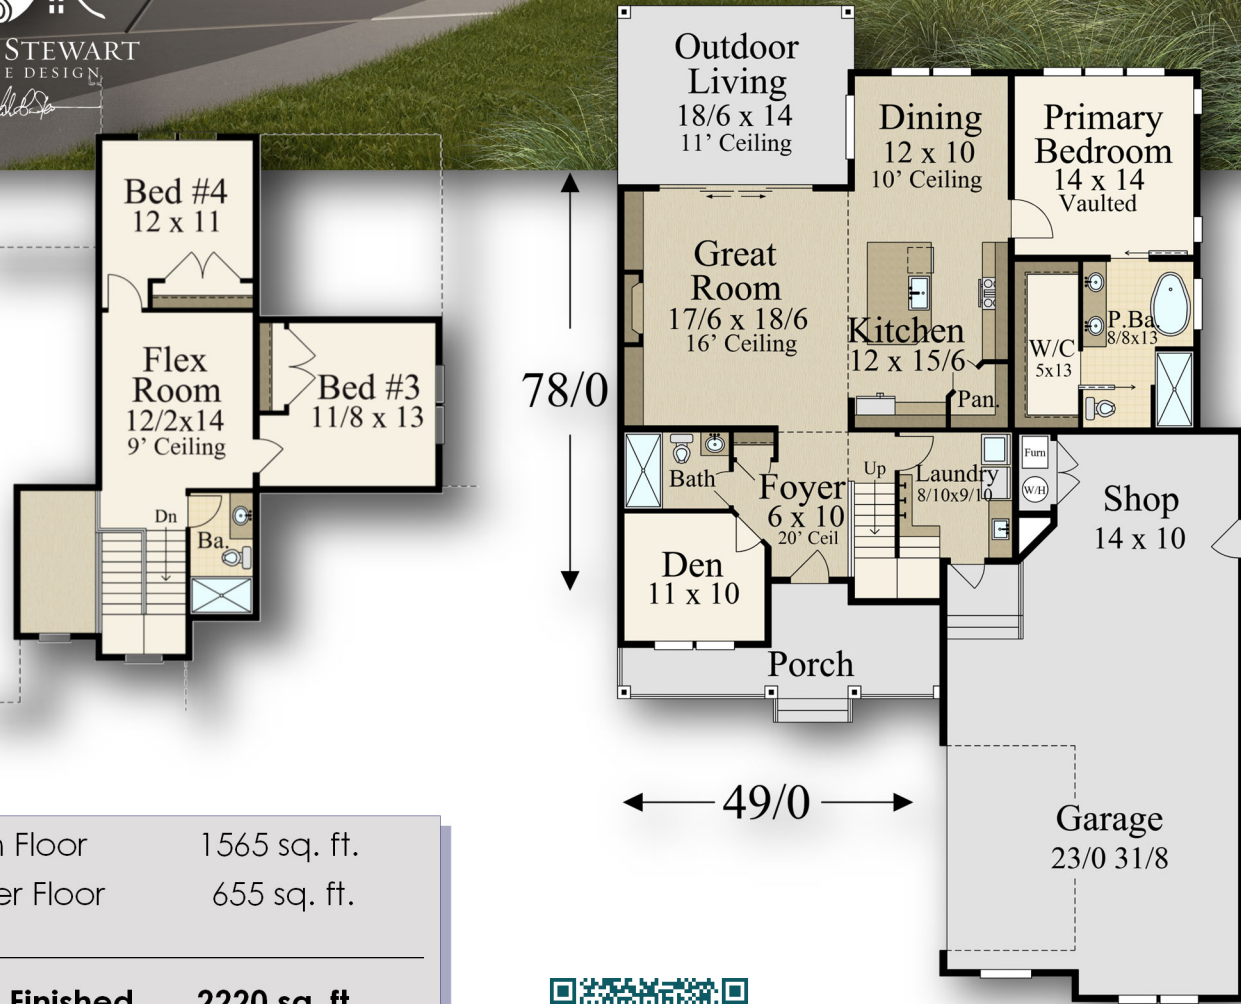 STEWART
E DESIGN
Bed #4
12 x 11
Flex
Room
12/2x14
9' Ceiling
Bed #3
11/8 x 13
Dn
Ba.
Outdoor
Living
18/6 x 14
11' Ceiling
Dining
12 x 10
10' Ceiling
Primary
Bedroom
14 x 14
Vaulted
Great
Room
17/6 x 18/6
16' Ceiling
Kitchen
12 x 15/6
Pan.
W/C
5x13
P.Ba.
8/8x13
78/0
Bath
Foyer
6 x 10
20' Ceil
Up
Laundry
8/10x9/10
Furn
W/H
Shop
14 x 10
Den
11 x 10
Porch
49/0
Garage
23/0 31/8
n Floor 1565 sq. ft.
er Floor 655 sq. ft.
Finished 2220 sq. ft.